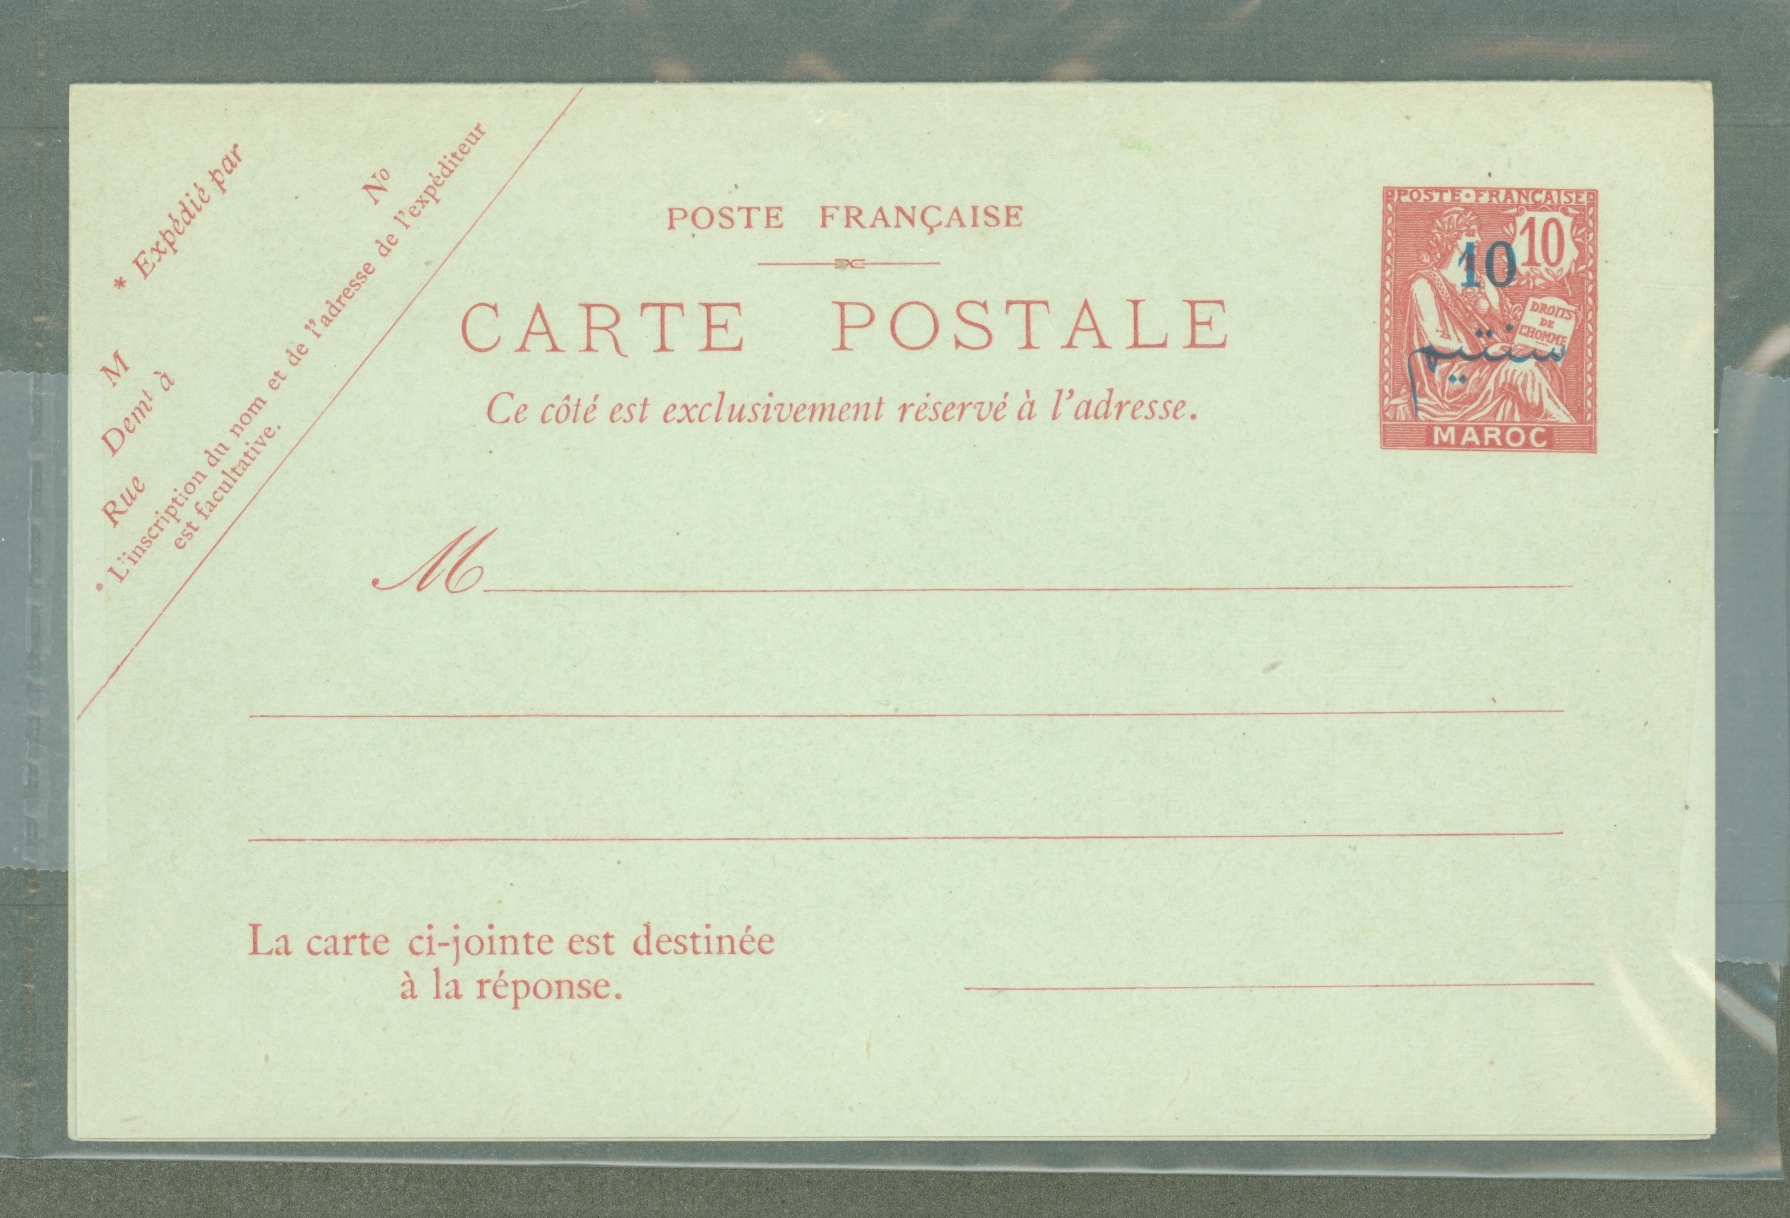 * Expédié par
No
M
Demt à
Rue
* L'inscription du nom et de l'adresse de l'expéditeur
est facultative.
POSTE FRANÇAISE
CARTE POSTALE
Ce côté est exclusivement réservé à l'adresse.
POSTE • FRANÇAISE
10
10
DROITS
DE
L'HOMME
سنتيم
MAROC
M
La carte ci-jointe est destinée
à la réponse.